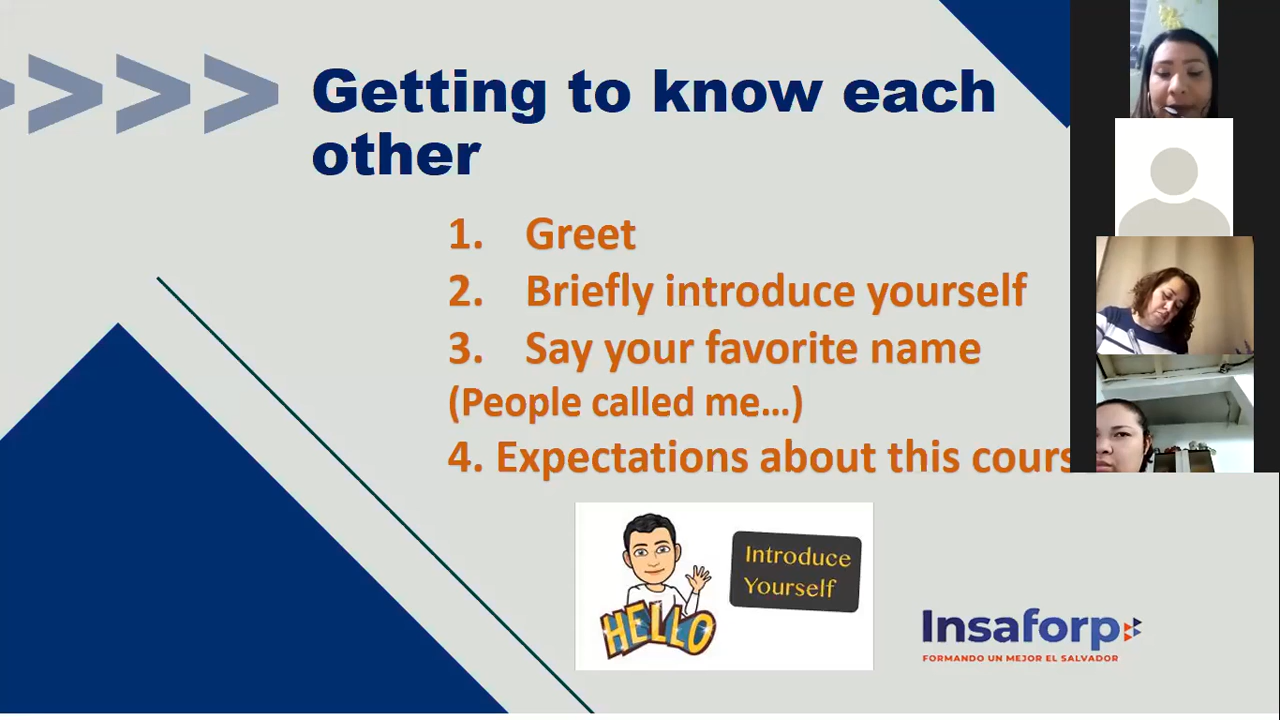 Getting to know each
other
1. Greet
2. Briefly introduce yourself
3. Say your favorite name
(People called me...)
4. Expectations about this cours
HELLO
Introduce
Yourself
Insaforp
FORMANDO UN MEJOR EL SALVADOR